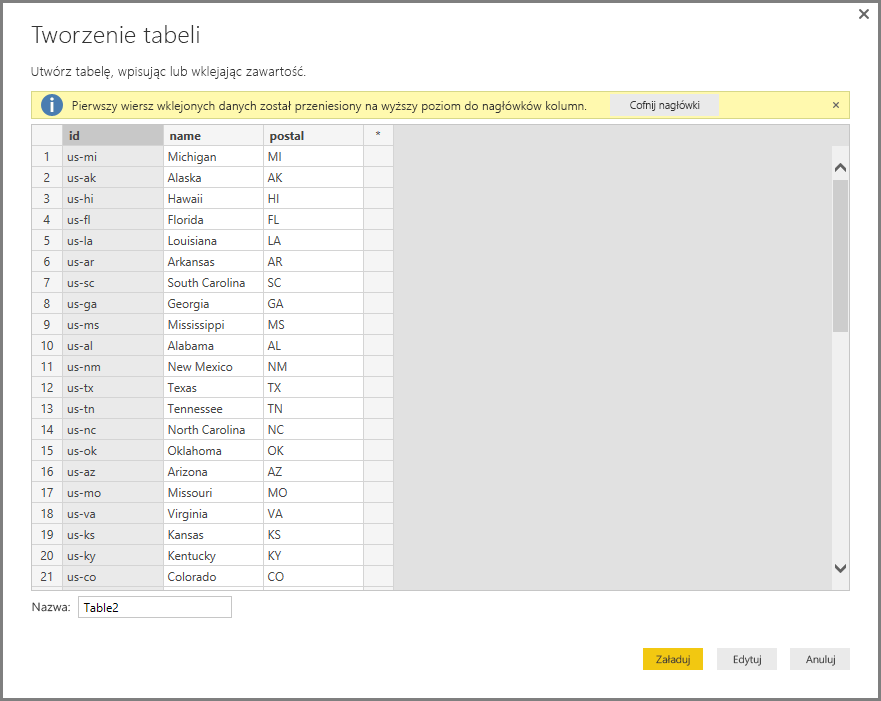 Tworzenie tabeli
Utwórz tabelę, wpisując lub wklejając zawartość.
Pierwszy wiersz wklejonych danych został przeniesiony na wyższy poziom do nagłówków kolumn. Cofnij nagłówki
id name postal *
1 us-mi Michigan MI
2 us-ak Alaska AK
3 us-hi Hawaii HI
4 us-fl Florida FL
5 us-la Louisiana LA
6 us-ar Arkansas AR
7 us-sc South Carolina SC
8 us-ga Georgia GA
9 us-ms Mississippi MS
10 us-al Alabama AL
11 us-nm New Mexico NM
12 us-tx Texas TX
13 us-tn Tennessee TN
14 us-nc North Carolina NC
15 us-ok Oklahoma OK
16 us-az Arizona AZ
17 us-mo Missouri MO
18 us-va Virginia VA
19 us-ks Kansas KS
20 us-ky Kentucky KY
21 us-co Colorado CO
Nazwa: Table2
Załaduj Edytuj Anuluj